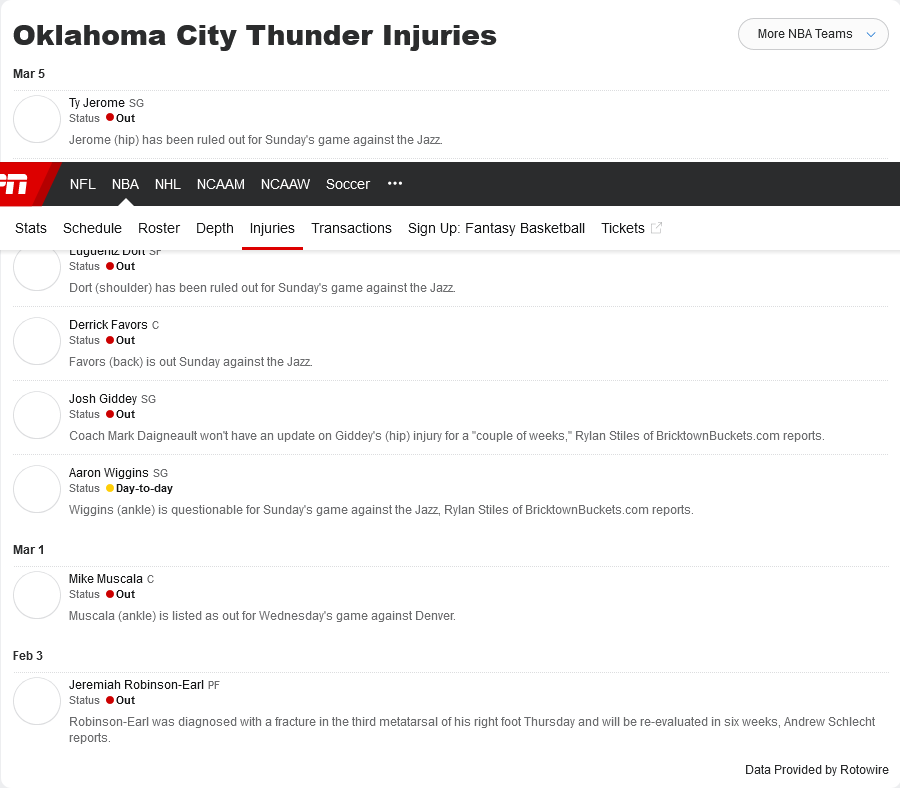 Oklahoma City Thunder Injuries
More NBA Teams
Mar 5
Ty Jerome SG
Status Out
Jerome (hip) has been ruled out for Sunday's game against the Jazz.
NFL NBA NHL NCAAM NCAAW Soccer •••
Stats Schedule Roster Depth Injuries Transactions Sign Up: Fantasy Basketball Tickets
Luguentz Dort SF
Status Out
Dort (shoulder) has been ruled out for Sunday's game against the Jazz.
Derrick Favors C
Status Out
Favors (back) is out Sunday against the Jazz.
Josh Giddey SG
Status Out
Coach Mark Daigneault won't have an update on Giddey's (hip) injury for a "couple of weeks," Rylan Stiles of BricktownBuckets.com reports.
Aaron Wiggins SG
Status Day-to-day
Wiggins (ankle) is questionable for Sunday's game against the Jazz, Rylan Stiles of BricktownBuckets.com reports.
Mar 1
Mike Muscala C
Status Out
Muscala (ankle) is listed as out for Wednesday's game against Denver.
Feb 3
Jeremiah Robinson-Earl PF
Status Out
Robinson-Earl was diagnosed with a fracture in the third metatarsal of his right foot Thursday and will be re-evaluated in six weeks, Andrew Schlecht
reports.
Data Provided by Rotowire